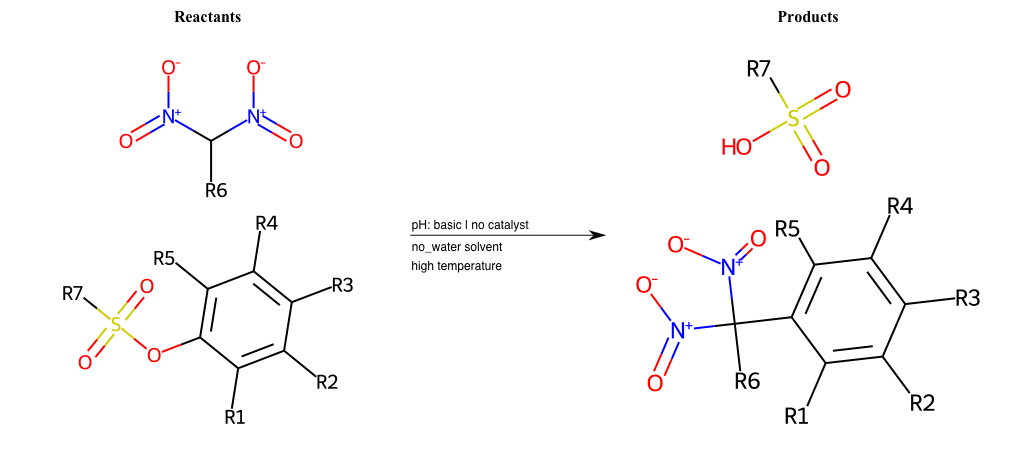 Reactants
Products
O-
O-
N+
N+
O
O
R6
R7
O
S
HO
O
R4
R5
R3
R7
O
S
O
O
R2
R1
pH: basic | no catalyst
no_water solvent
high temperature
R4
R5
O-
O
N+
O-
R3
N+
O
R6
R2
R1